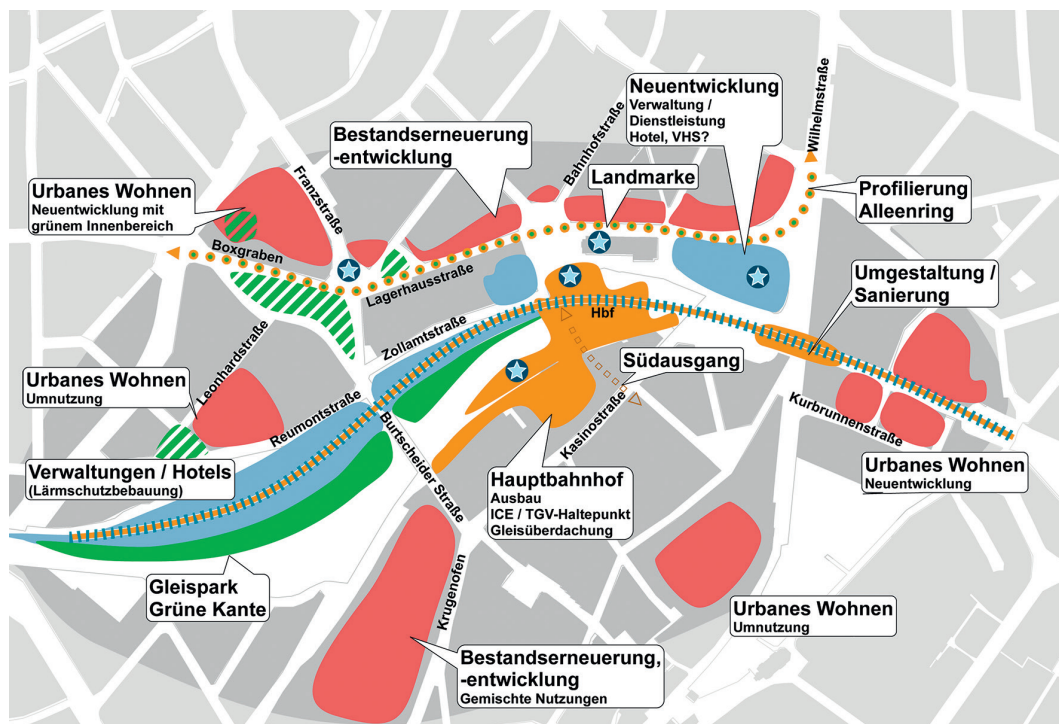 Neuentwicklung
Verwaltung /
Dienstleistung
Hotel, VHS?
Wilhelmstraße
Bestandserneuerung
-entwicklung
Bahnhofstraße
Landmarke
Franzstraße
Urbanes Wohnen
Neuentwicklung mit
grünem Innenbereich
Profilierung
Alleenring
Boxgraben
Lagerhausstraße
Umgestaltung /
Sanierung
Hbf
Zollamtstraße
Leonhardstraße
Südausgang
Urbanes Wohnen
Umnutzung
Reumontstraße
Burtscheider Straße
Kasinostraße
Kurbrunnenstraße
Verwaltungen / Hotels
(Lärmschutzbebauung)
Hauptbahnhof
Ausbau
ICE / TGV-Haltepunkt
Gleisüberdachung
Urbanes Wohnen
Neuentwicklung
Gleispark
Grüne Kante
Krugenofen
Urbanes Wohnen
Umnutzung
Bestandserneuerung,
-entwicklung
Gemischte Nutzungen